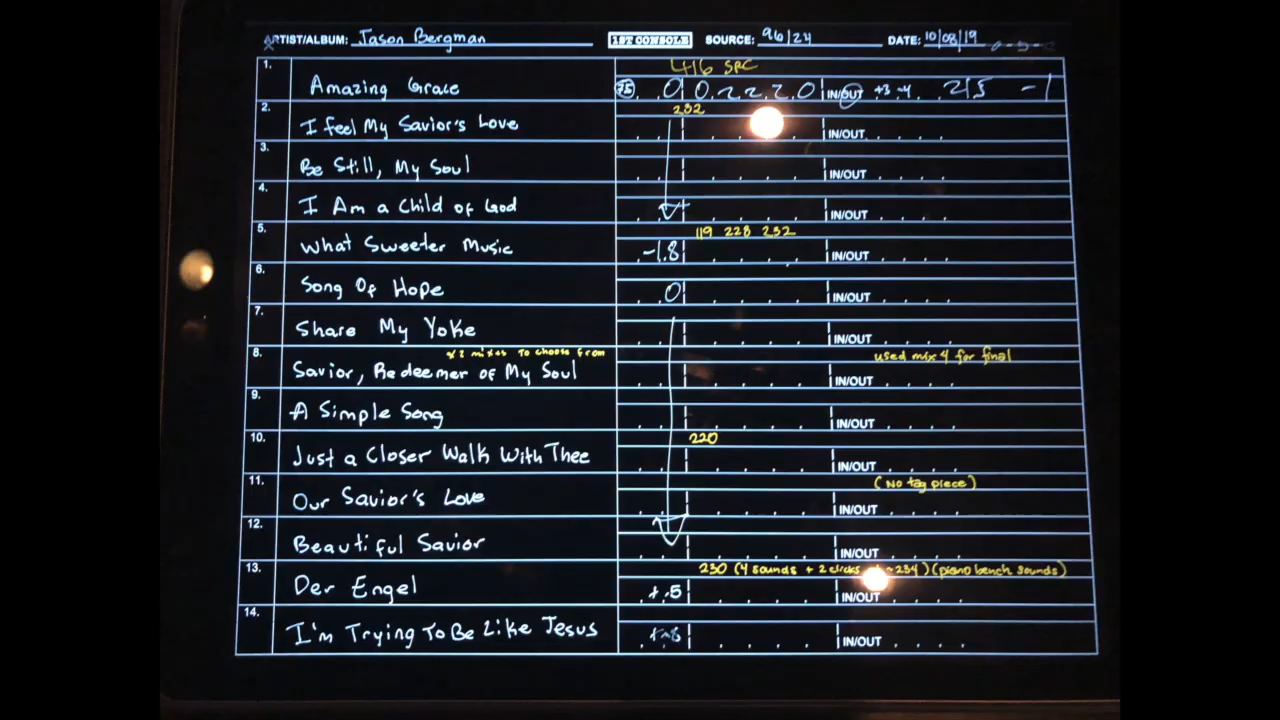 ARTIST/ALBUM: Jason Bergman 1ST CONSOLE SOURCE: 96/24 DATE: 10/08/19
1. 416 SRC
Amazing Grace 75 0 0 2 2 2 0 IN/OUT +3 -4 215 -1
2. 232
I feel My Savior's Love IN/OUT
3.
Be Still, My Soul IN/OUT
4.
I Am a Child of God IN/OUT
5. 119 228 232
What Sweeter Music -1.8 IN/OUT
6.
Song Of Hope 0 IN/OUT
7.
Share My Yoke IN/OUT
8. *2 mixes to choose from used mix 4 for final
Savior, Redeemer of My Soul IN/OUT
9.
A Simple Song IN/OUT
10. 220
Just a Closer Walk With Thee IN/OUT
11. (No tag piece)
Our Savior's Love IN/OUT
12.
Beautiful Savior IN/OUT
13. 230 (4 sounds + 2 clicks ~234) (piano bench sounds)
Der Engel +.5 IN/OUT
14.
I'm Trying To Be Like Jesus IN/OUT